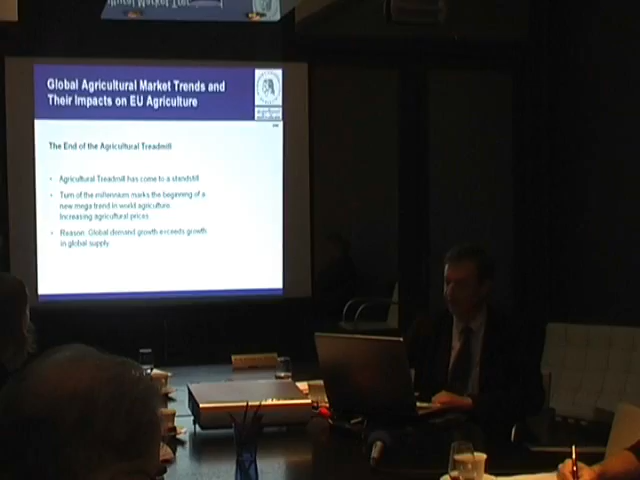 Global Agricultural Market Trends and
Their Impacts on EU Agriculture
The End of the Agricultural Treadmill
• Agricultural Treadmill has come to a standstill
• Turn of the millennium marks the beginning of a
new mega trend in world agriculture:
Increasing agricultural prices
• Reason: Global demand growth exceeds growth
in global supply